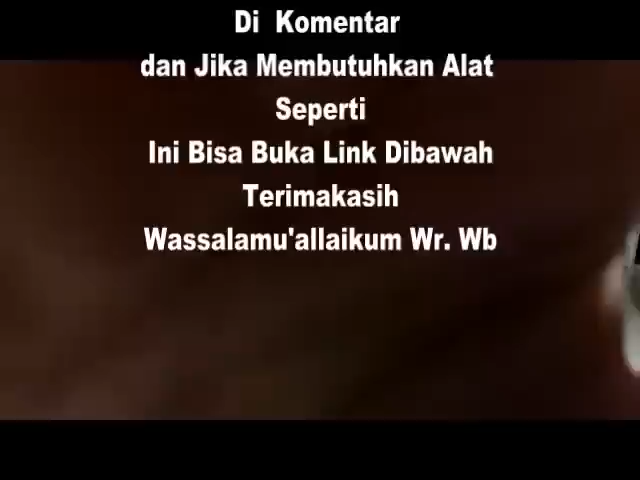 Di Komentar
dan Jika Membutuhkan Alat
Seperti
Ini Bisa Buka Link Dibawah
Terimakasih
Wassalamu'allaikum Wr. Wb